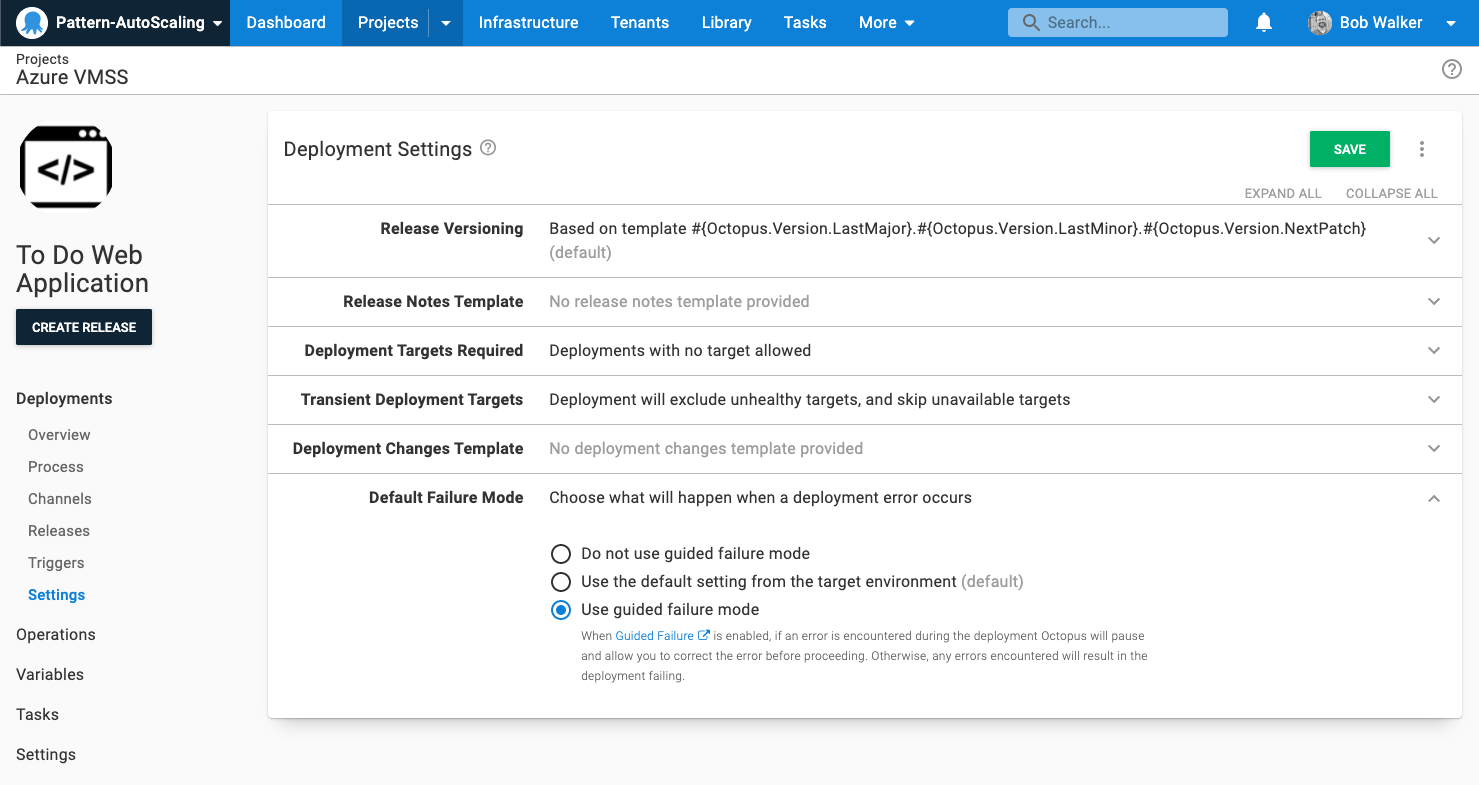 Pattern-AutoScaling
Dashboard
Projects
Infrastructure
Tenants
Library
Tasks
More
Search...
Bob Walker
Projects
Azure VMSS
</>
To Do Web
Application
CREATE RELEASE
Deployments
Overview
Process
Channels
Releases
Triggers
Settings
Operations
Variables
Tasks
Settings
Deployment Settings
SAVE
EXPAND ALL
COLLAPSE ALL
Release Versioning
Based on template #{Octopus.Version.LastMajor}.#{Octopus.Version.LastMinor}.#{Octopus.Version.NextPatch}
(default)
Release Notes Template
No release notes template provided
Deployment Targets Required
Deployments with no target allowed
Transient Deployment Targets
Deployment will exclude unhealthy targets, and skip unavailable targets
Deployment Changes Template
No deployment changes template provided
Default Failure Mode
Choose what will happen when a deployment error occurs
Do not use guided failure mode
Use the default setting from the target environment (default)
Use guided failure mode
When Guided Failure is enabled, if an error is encountered during the deployment Octopus will pause
and allow you to correct the error before proceeding. Otherwise, any errors encountered will result in the
deployment failing.